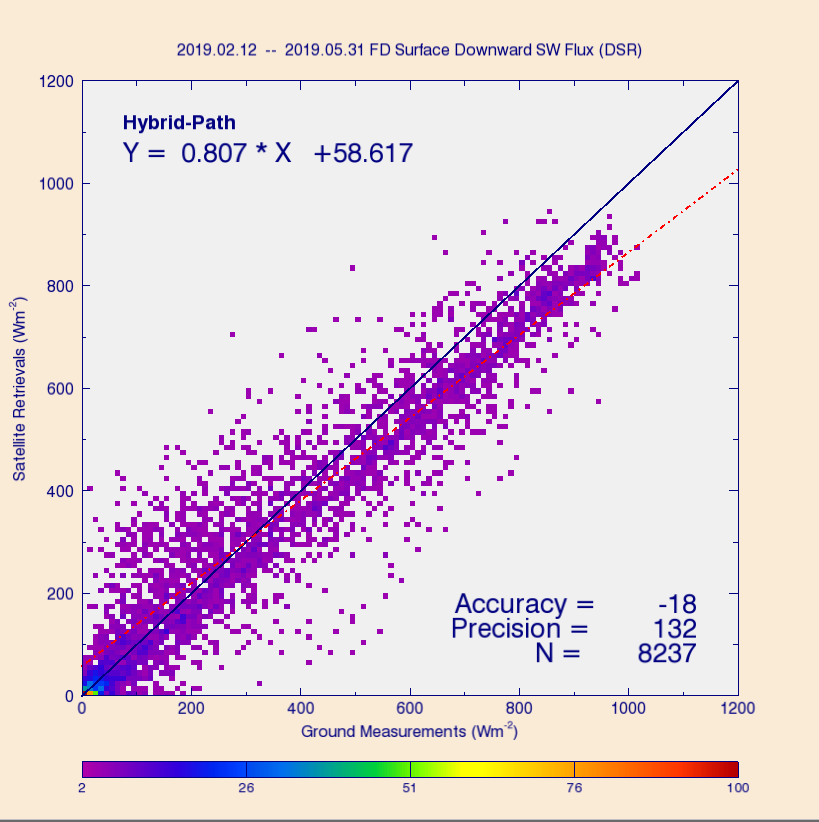 2019.02.12 -- 2019.05.31 FD Surface Downward SW Flux (DSR)
Hybrid-Path
Y = 0.807 * X +58.617
1200
1000
800
600
400
200
0
Satellite Retrievals (Wm⁻²)
Accuracy = -18
Precision = 132
N = 8237
0 200 400 600 800 1000 1200
Ground Measurements (Wm⁻²)
2 26 51 76 100